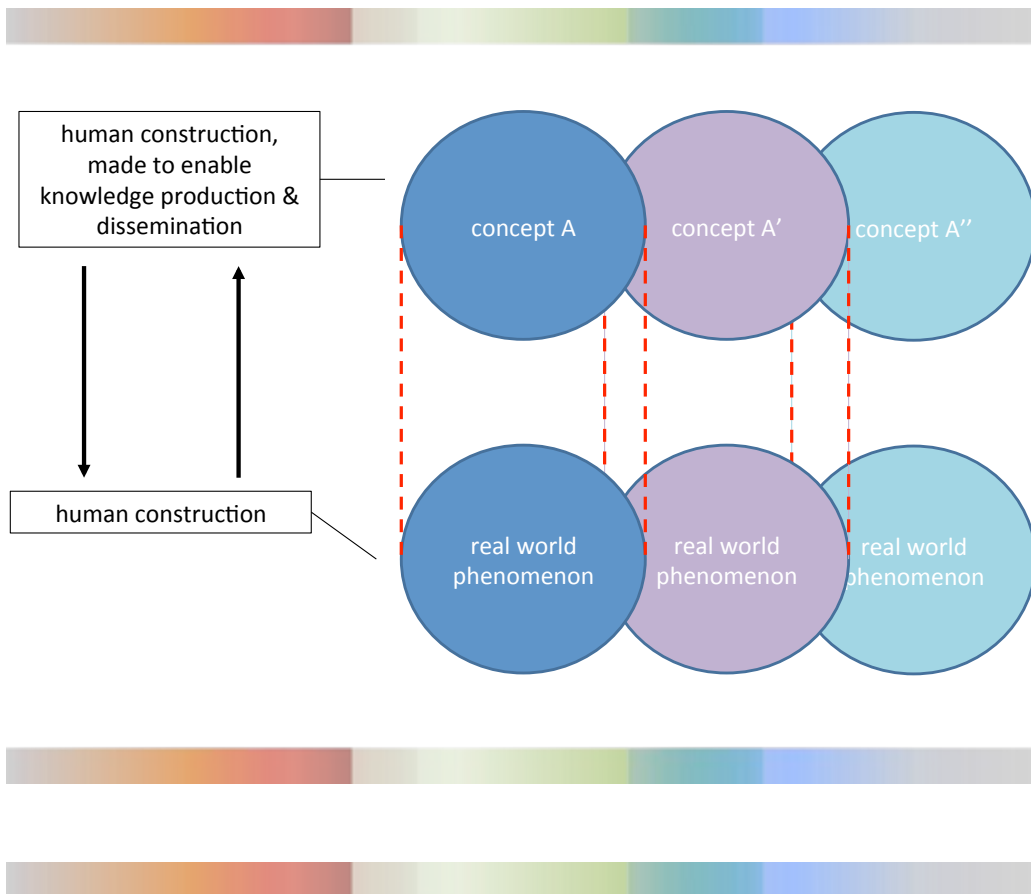 human construction,
made to enable
knowledge production &
dissemination
concept A
concept A'
concept A''
human construction
real world
phenomenon
real world
phenomenon
real world
phenomenon